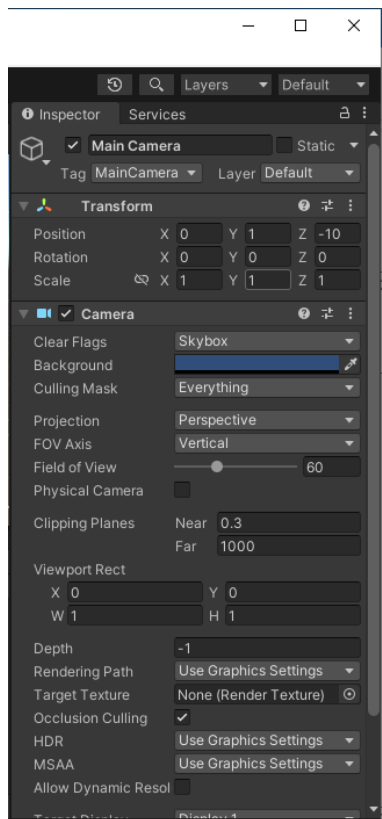 Layers Default
Inspector Services
Main Camera Static
Tag MainCamera Layer Default
Transform
Position X 0 Y 1 Z -10
Rotation X 0 Y 0 Z 0
Scale X 1 Y 1 Z 1
Camera
Clear Flags Skybox
Background
Culling Mask Everything
Projection Perspective
FOV Axis Vertical
Field of View 60
Physical Camera
Clipping Planes Near 0.3
Far 1000
Viewport Rect
X 0 Y 0
W 1 H 1
Depth -1
Rendering Path Use Graphics Settings
Target Texture None (Render Texture)
Occlusion Culling
HDR Use Graphics Settings
MSAA Use Graphics Settings
Allow Dynamic Resol
Target Display Display 1